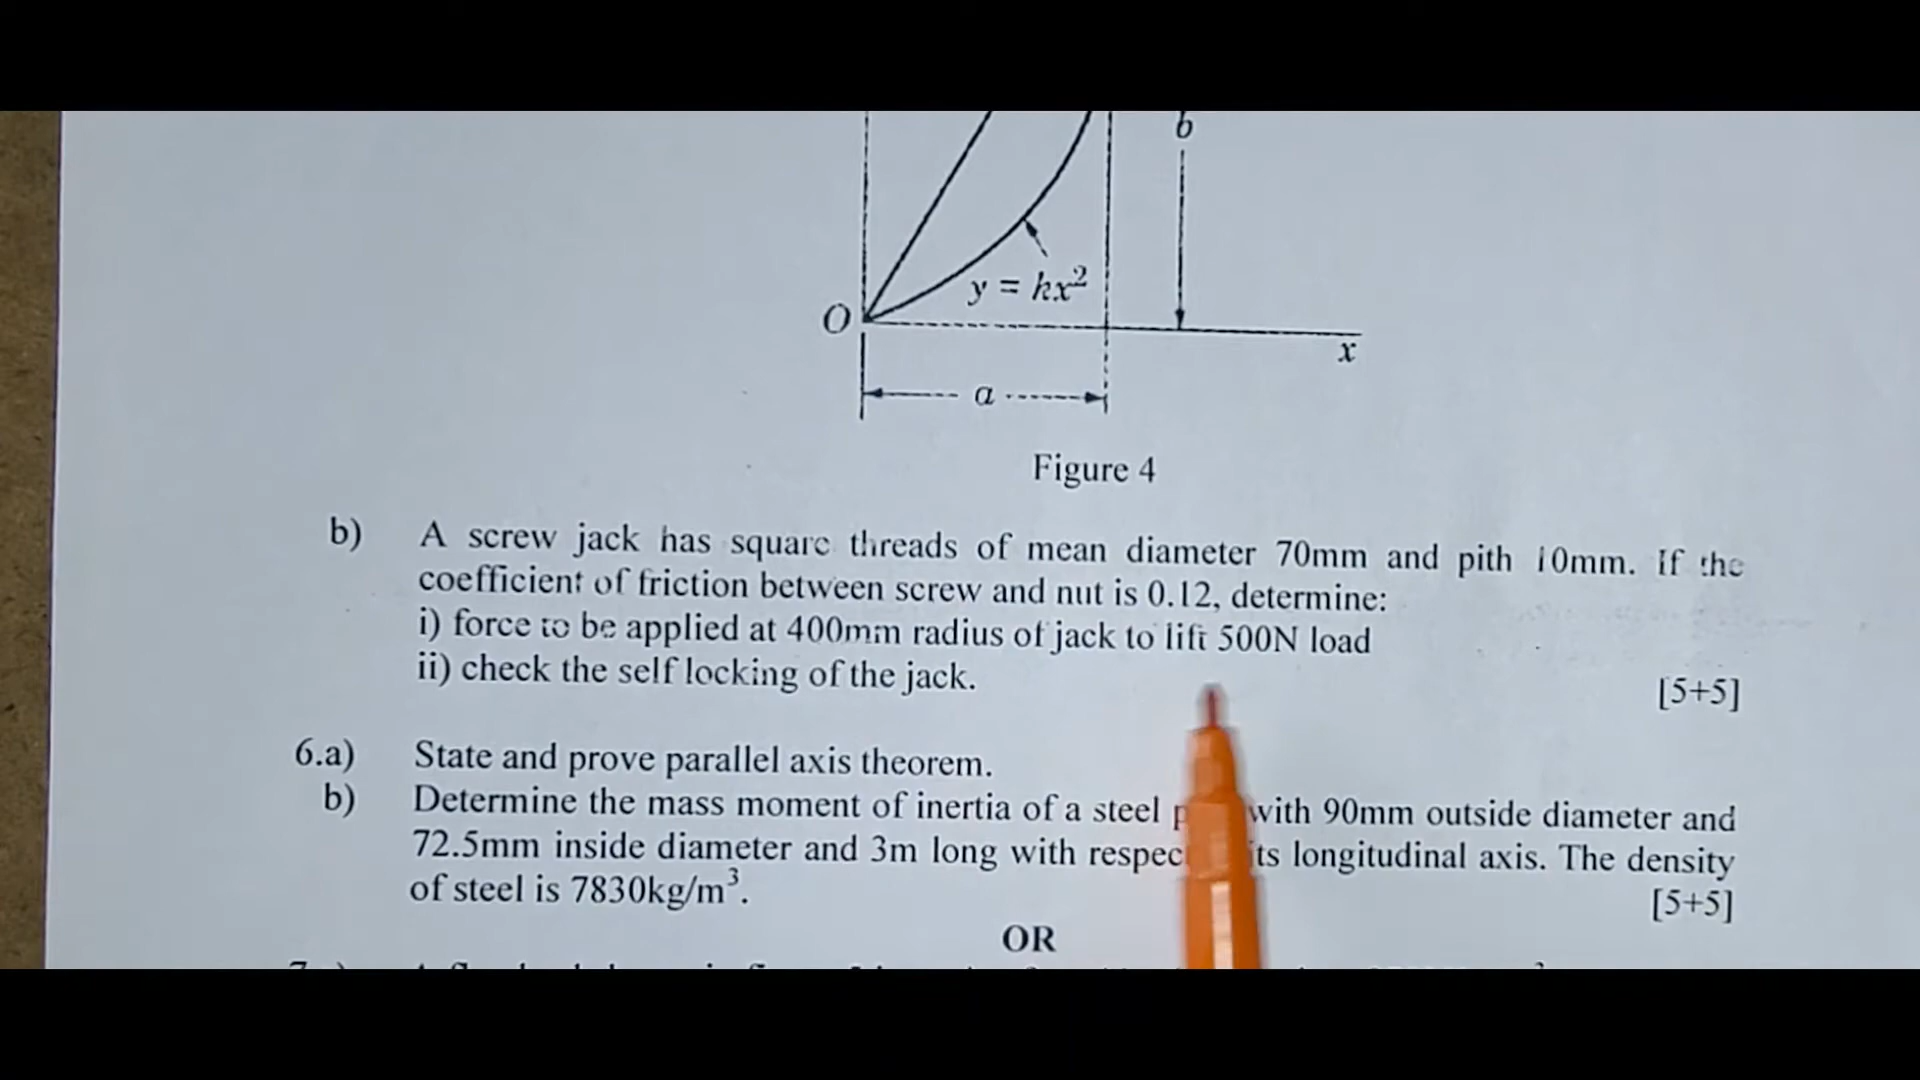 b
y = kx²
O
x
a
Figure 4
b) A screw jack has square threads of mean diameter 70mm and pith 10mm. If the
coefficient of friction between screw and nut is 0.12, determine:
i) force to be applied at 400mm radius of jack to lift 500N load
ii) check the self locking of the jack.
[5+5]
6.a) State and prove parallel axis theorem.
b) Determine the mass moment of inertia of a steel with 90mm outside diameter and
72.5mm inside diameter and 3m long with respec ts longitudinal axis. The density
of steel is 7830kg/m³.
[5+5]
OR